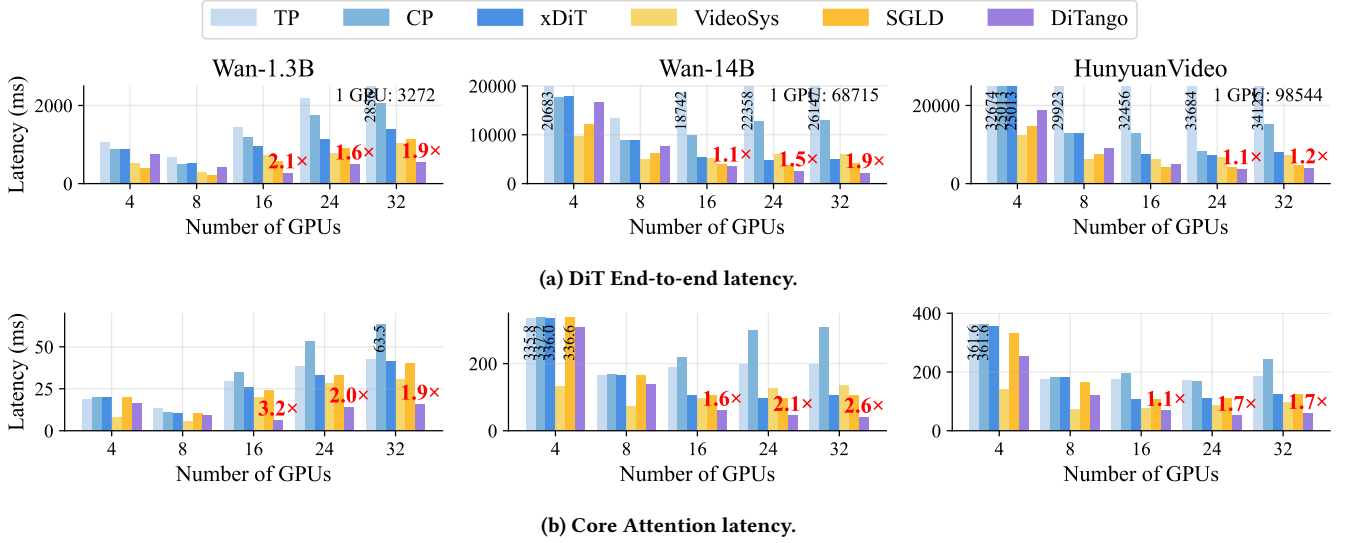 TP CP xDiT VideoSys SGLD DiTango
Wan-1.3B
Latency (ms)
2000
0
1 GPU: 3272
2.1×
1.6×
1.9×
4 8 16 24 32
Number of GPUs
Wan-14B
20000
10000
0
20683
18742
22358
1 GPU: 68715
1.1×
1.5×
1.9×
4 8 16 24 32
Number of GPUs
HunyuanVideo
20000
0
32674
25013
25013
29923
32456
33684
1 GPU: 98544
1.1×
1.2×
4 8 16 24 32
Number of GPUs
(a) DiT End-to-end latency.
Latency (ms)
50
25
0
63.5
3.2×
2.0×
1.9×
4 8 16 24 32
Number of GPUs
200
0
335.8
337.2
336.0
336.6
1.6×
2.1×
2.6×
4 8 16 24 32
Number of GPUs
400
200
0
361.6
361.6
1.1×
1.7×
1.7×
4 8 16 24 32
Number of GPUs
(b) Core Attention latency.